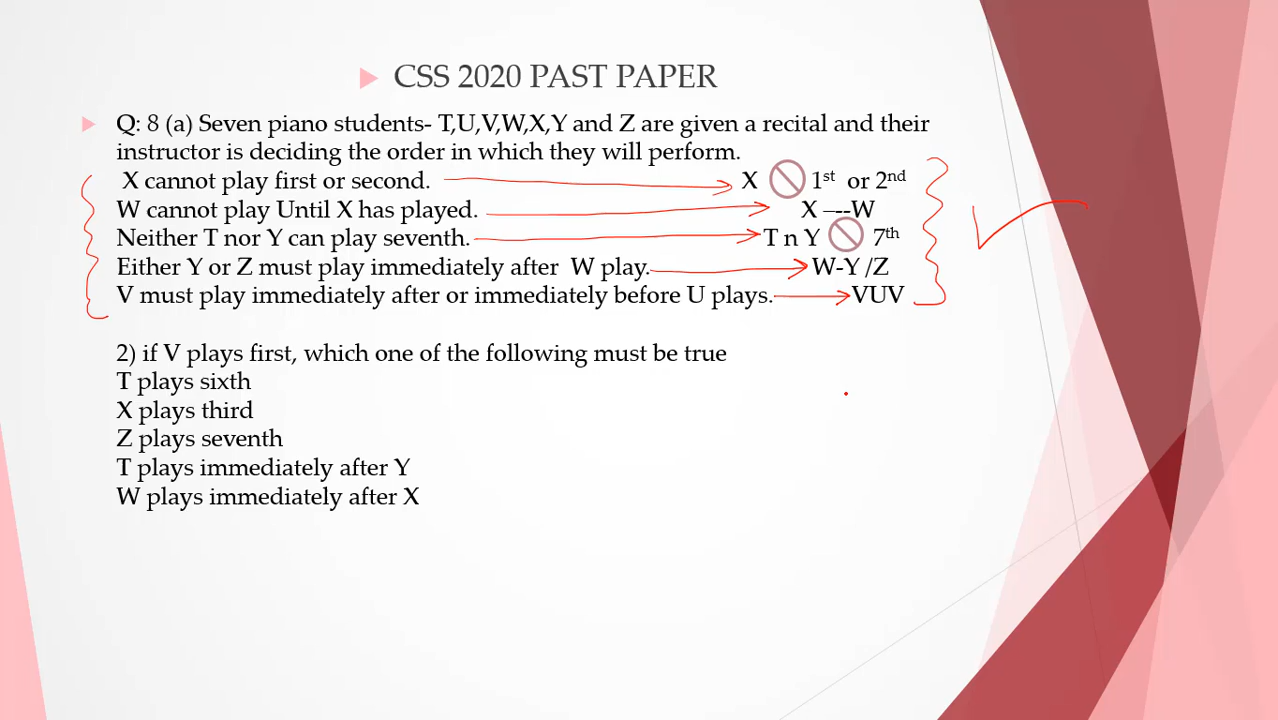 CSS 2020 PAST PAPER
Q: 8 (a) Seven piano students- T,U,V,W,X,Y and Z are given a recital and their
instructor is deciding the order in which they will perform.
X cannot play first or second. X 1st or 2nd
W cannot play Until X has played. X –--W
Neither T nor Y can play seventh. T n Y 7th
Either Y or Z must play immediately after W play. W-Y /Z
V must play immediately after or immediately before U plays. VUV
2) if V plays first, which one of the following must be true
T plays sixth
X plays third
Z plays seventh
T plays immediately after Y
W plays immediately after X